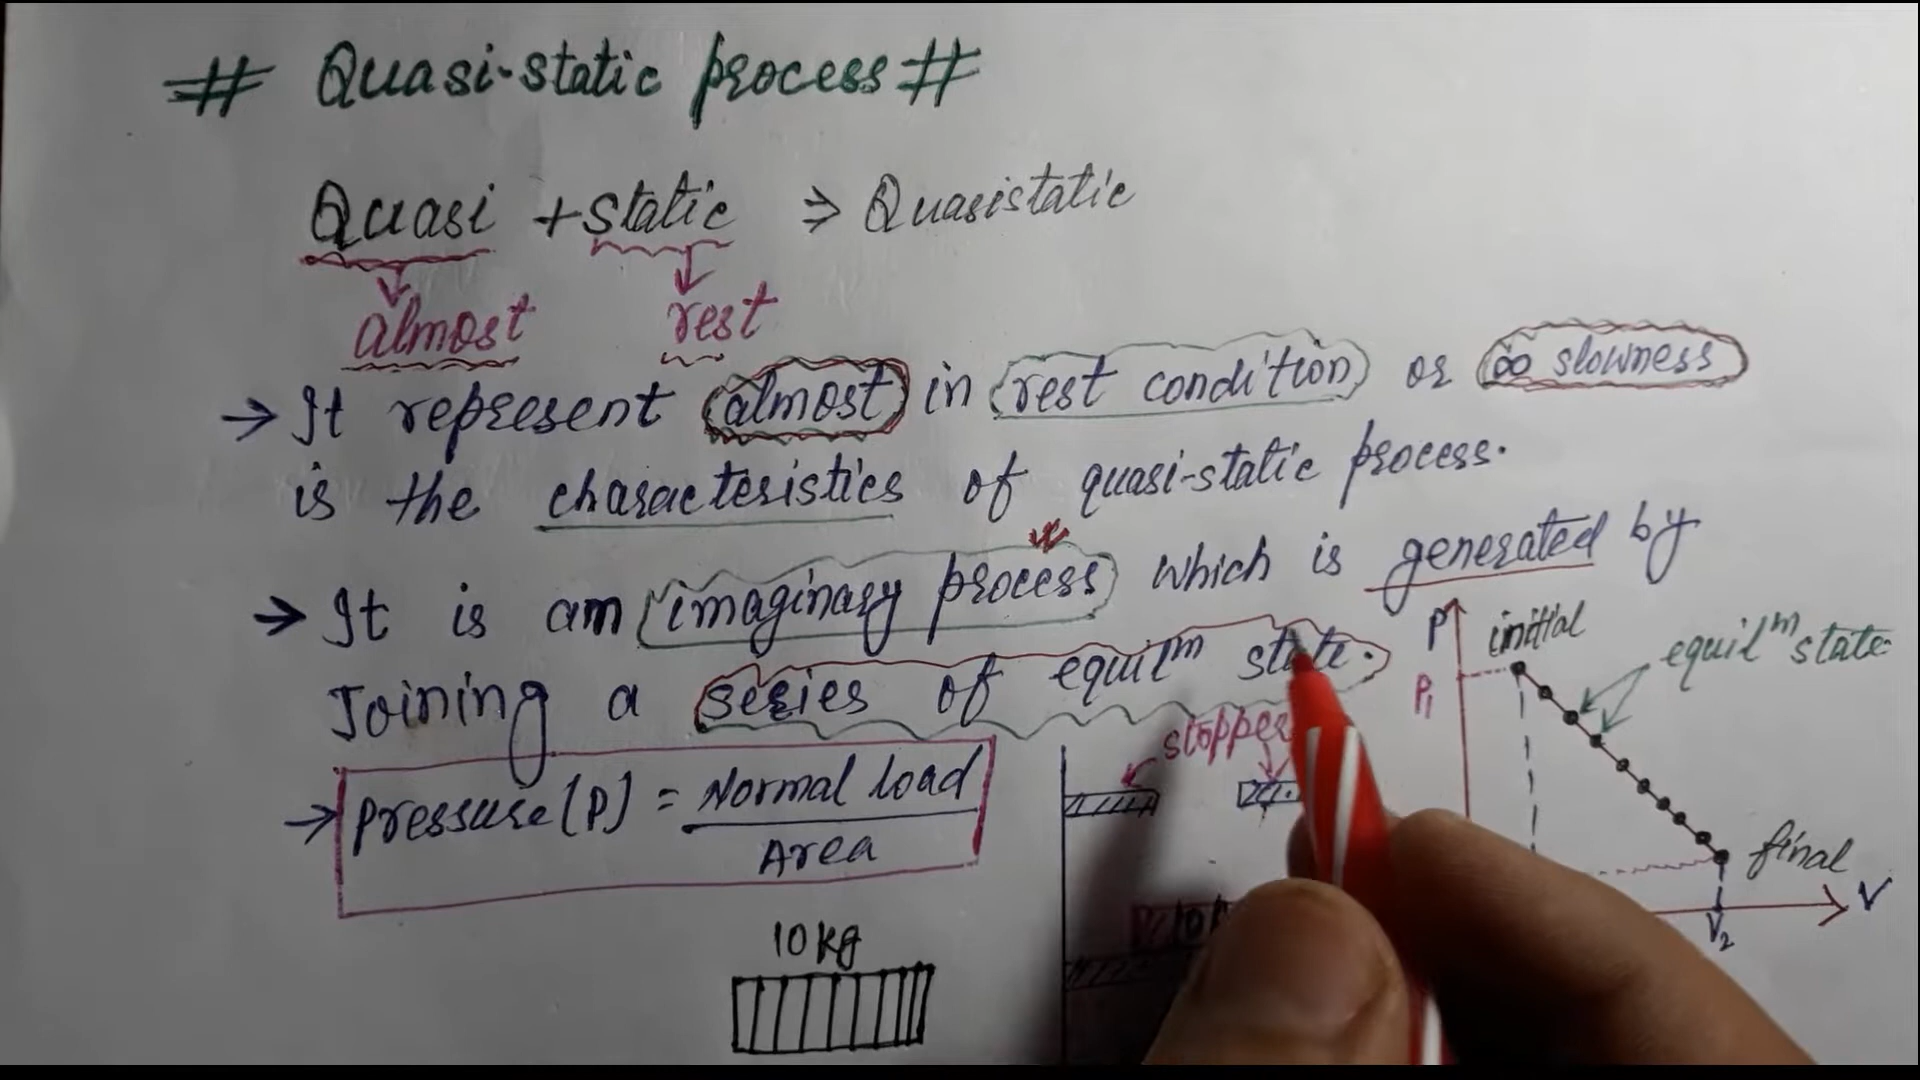 # Quasi-static process #
Quasi + static ⇒ Quasistatic
almost rest
→ It represent almost in rest condition or ∞ slowness
is the characteristics of quasi-static process.
→ It is an imaginary process which is generated by
Joining a series of equilᵐ state.
→ pressure (P) = Normal load
Area
10 kg
stopper
P
initial
equilᵐ state
P₁
final
V
V₂